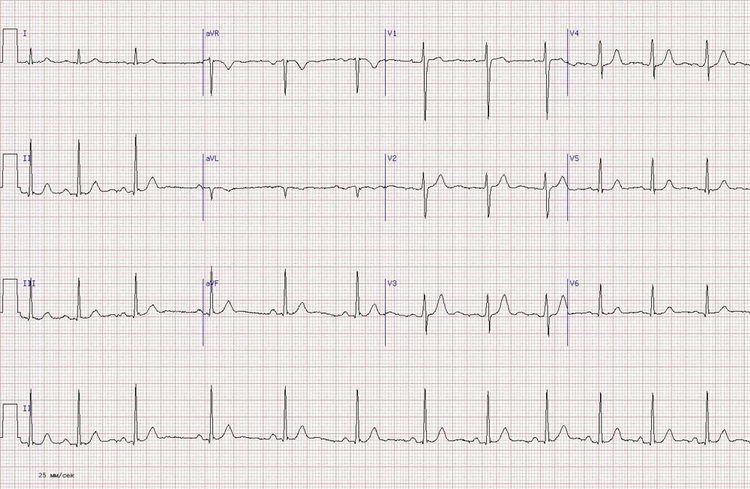 I aVR V1 V4
II aVL V2 V5
III aVF V3 V6
II
25 мм/сек